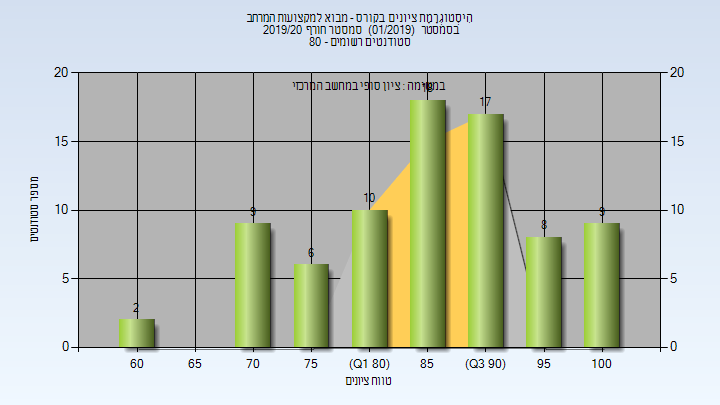 היסטוגרמת ציונים בקורס - מבוא למקצועות המרחב
בסמסטר (01/2019) סמסטר חורף 2019/20
סטודנטים רשומים - 80
במשימה : ציון סופי במחשב המרכזי
20 20
15 15
10 10
5 5
0 0
2
9
6
10
18
17
8
9
60 65 70 75 (Q1 80) 85 (Q3 90) 95 100
מספר סטודנטים
טווח ציונים